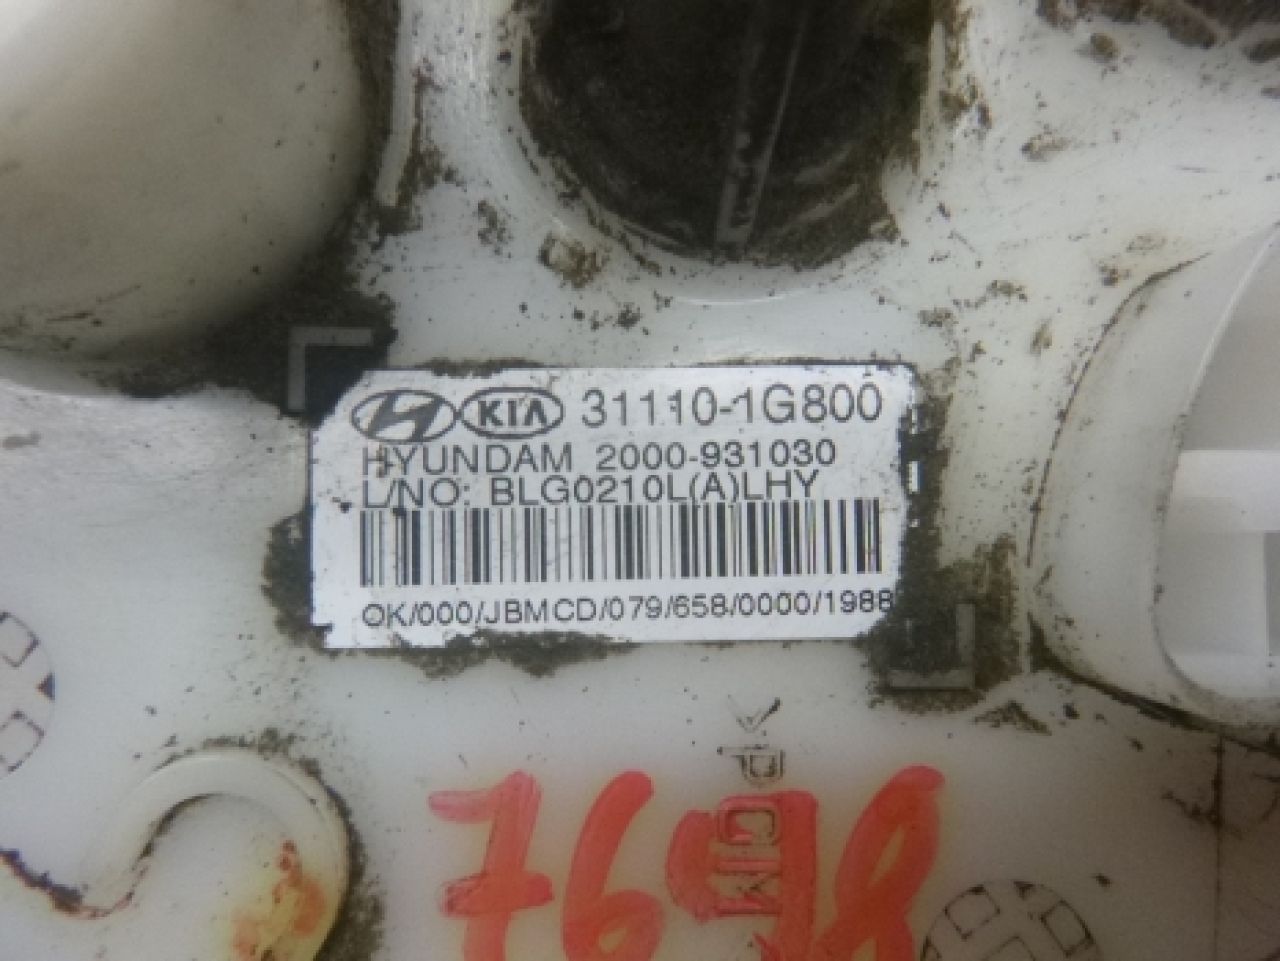 KIA 31110-1G800
HYUNDAM 2000-931030
L/NO: BLG0210L(A)LHY
OK/000/JBMCD/079/658/0000/1988
7698